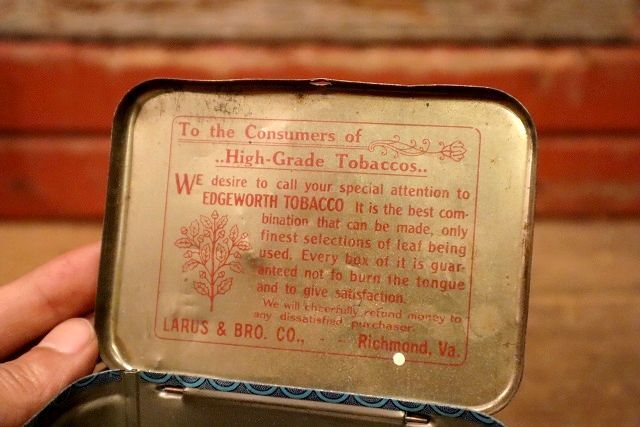 To the Consumers of
..High-Grade Tobaccos..
WE desire to call your special attention to
EDGEWORTH TOBACCO It is the best com-
bination that can be made, only
finest selections of leaf being
used. Every box of it is guar-
anteed not to burn the tongue
and to give satisfaction.
We will cheerfully refund money to
any dissatisfied purchaser.
LARUS & BRO. CO., Richmond, Va.